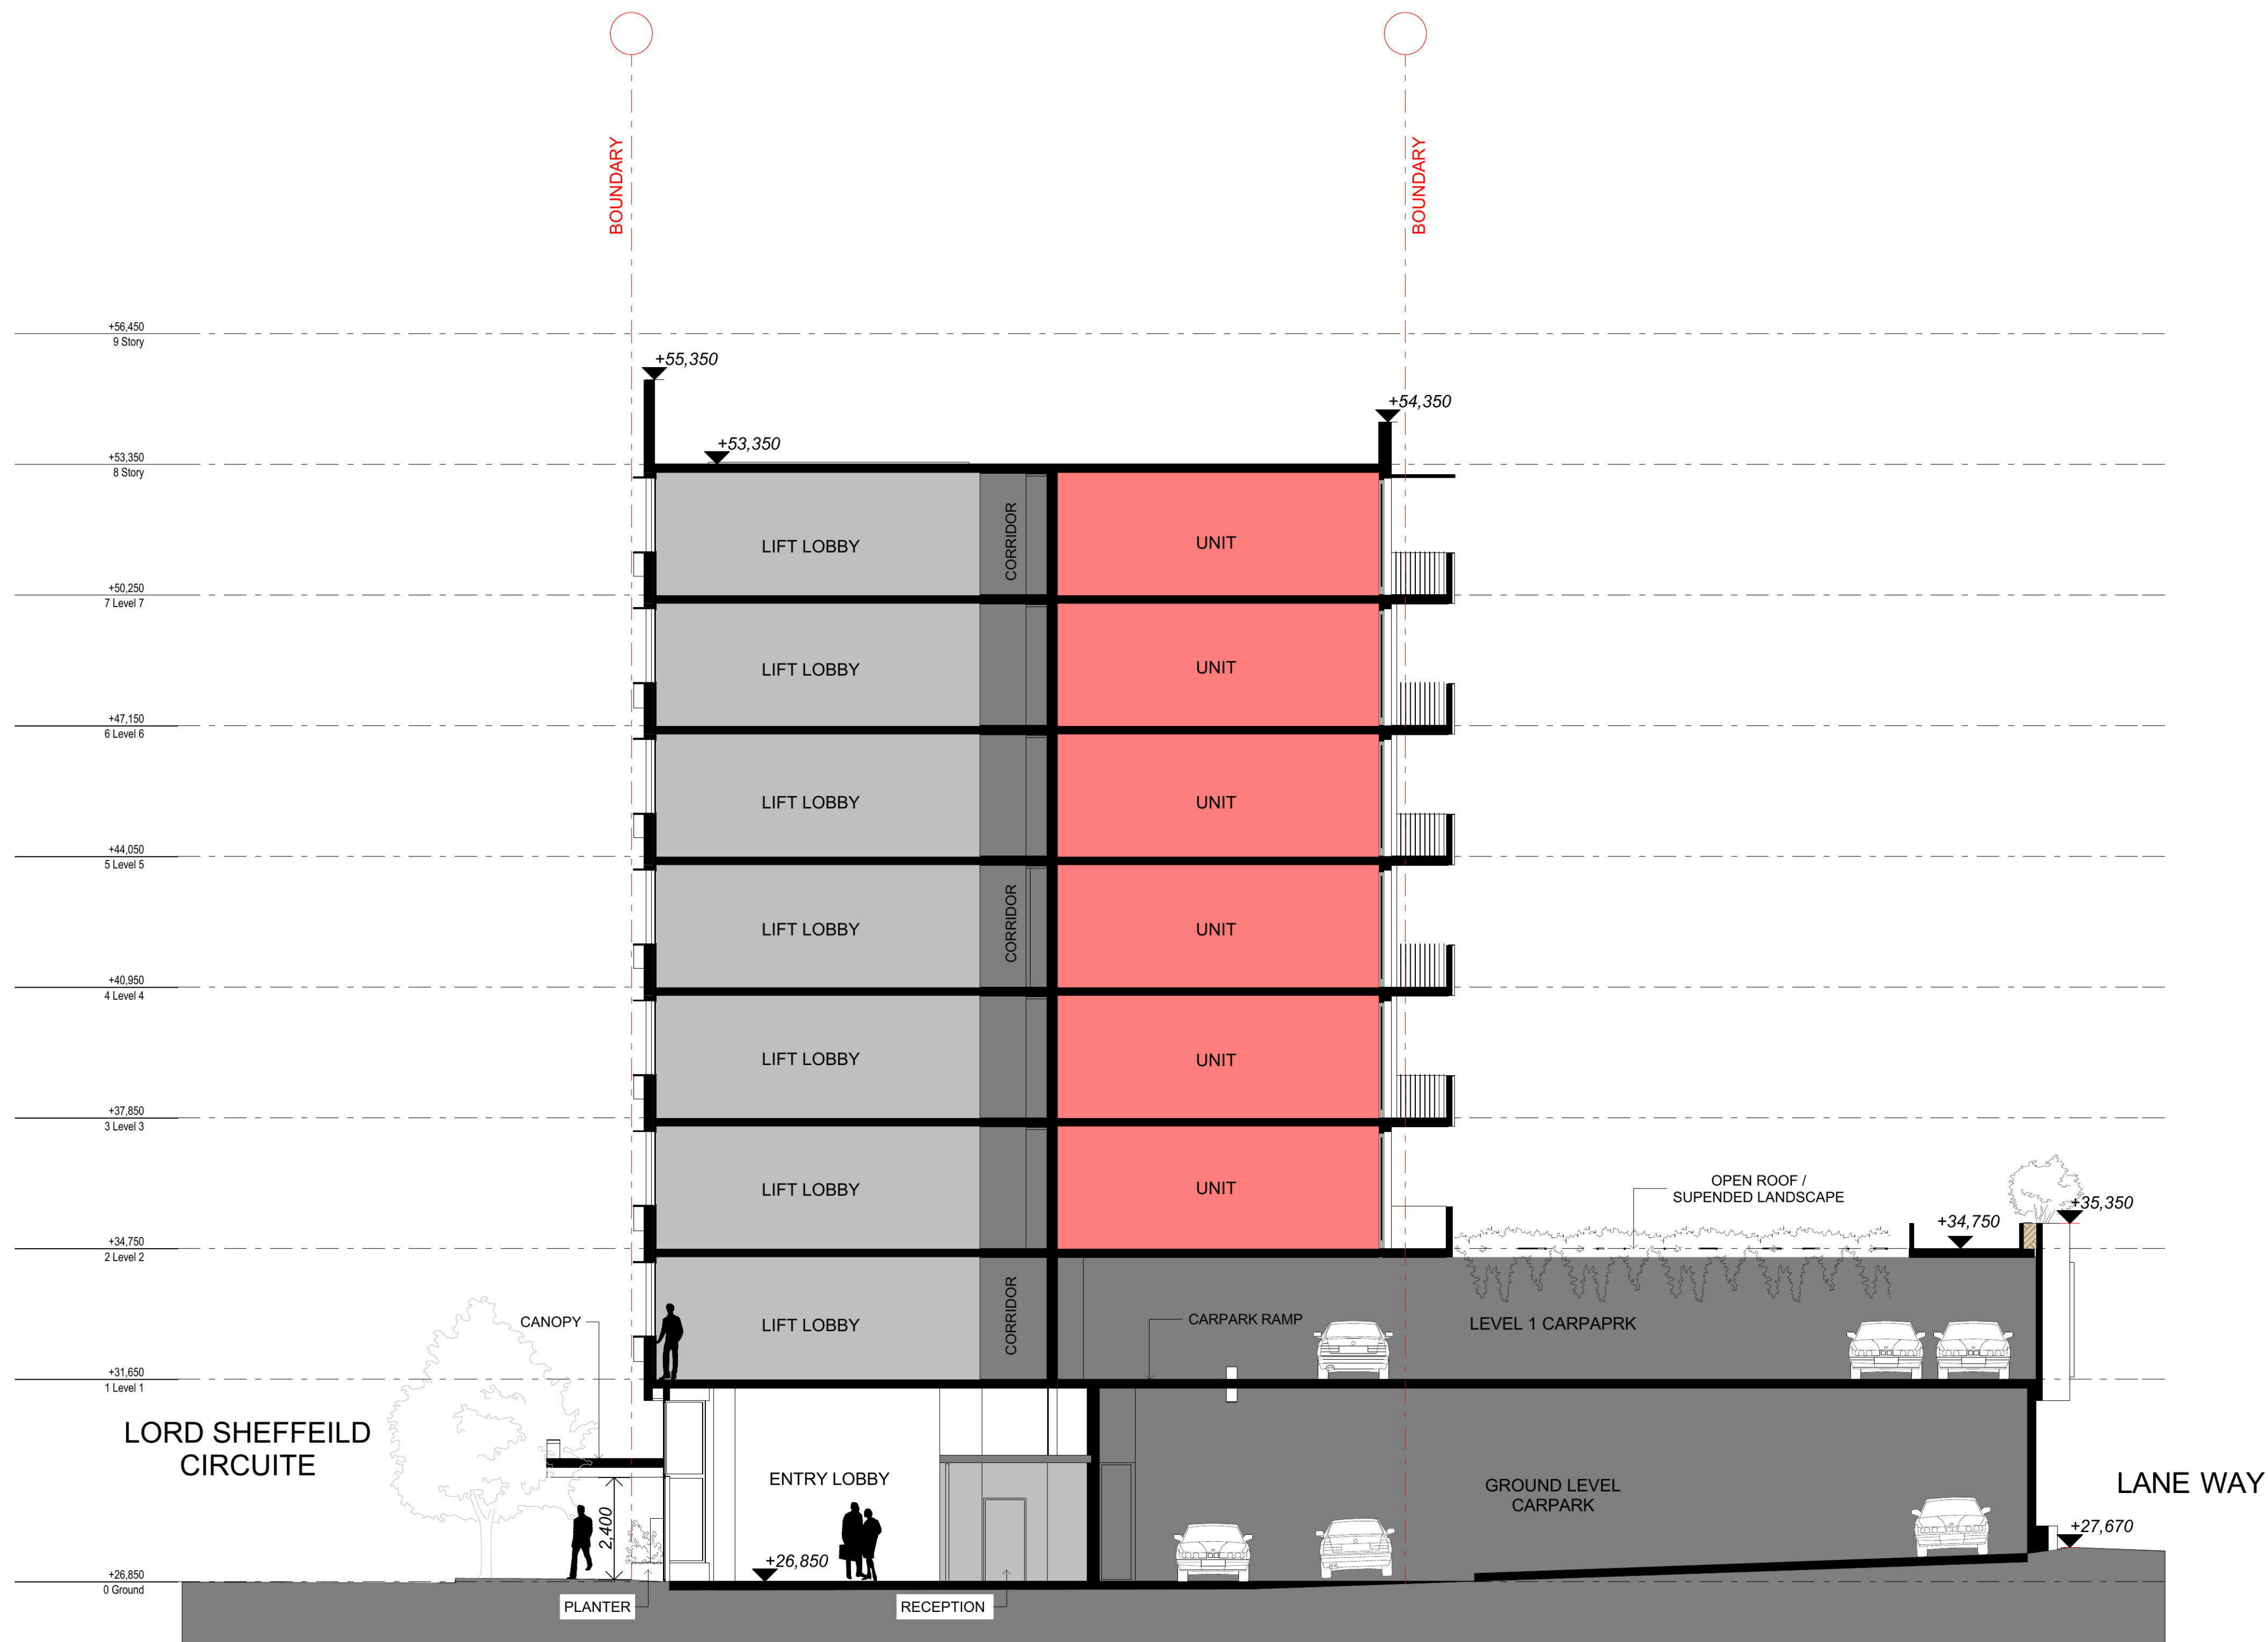 BOUNDARY
BOUNDARY
+56,450
9 Story
+55,350
+54,350
+53,350
+53,350
8 Story
LIFT LOBBY
CORRIDOR
UNIT
+50,250
7 Level 7
LIFT LOBBY
UNIT
+47,150
6 Level 6
LIFT LOBBY
UNIT
+44,050
5 Level 5
LIFT LOBBY
CORRIDOR
UNIT
+40,950
4 Level 4
LIFT LOBBY
UNIT
+37,850
3 Level 3
LIFT LOBBY
UNIT
OPEN ROOF /
SUPENDED LANDSCAPE
+35,350
+34,750
+34,750
2 Level 2
CANOPY
LIFT LOBBY
CORRIDOR
CARPARK RAMP
LEVEL 1 CARPAPRK
+31,650
1 Level 1
LORD SHEFFEILD
CIRCUITE
ENTRY LOBBY
GROUND LEVEL
CARPARK
LANE WAY
2,400
+27,670
+26,850
+26,850
0 Ground
PLANTER
RECEPTION